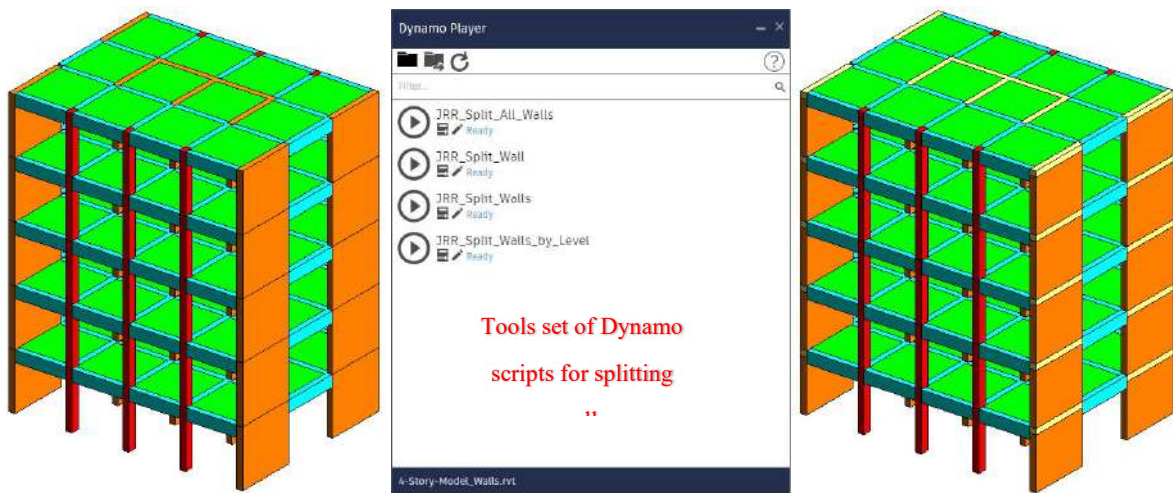 Dynamo Player
Filter...
JRR_Split_All_Walls
Ready
JRR_Split_Wall
Ready
JRR_Split_Walls
Ready
JRR_Split_Walls_by_Level
Ready
Tools set of Dynamo
scripts for splitting
4-Story-Model_Walls.rvt